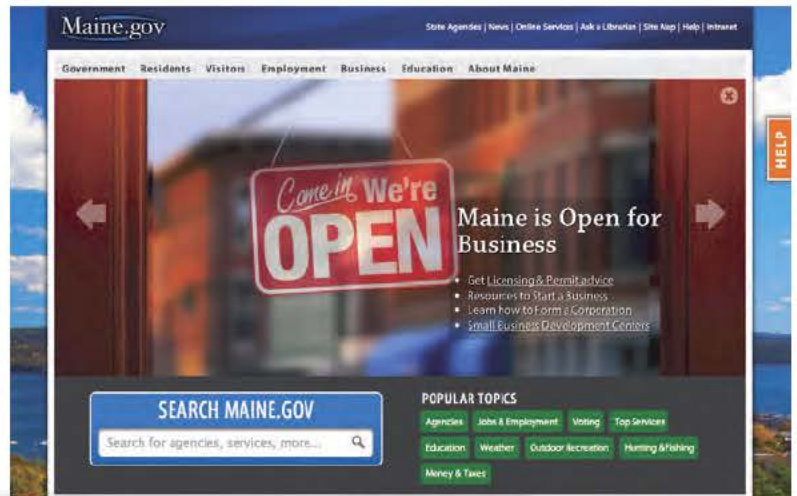 Maine.gov
State Agencies | News | Online Services | Ask a Librarian | Site Map | Help | Intranet
Government Residents Visitors Employment Business Education About Maine
HELP
Come in We're
OPEN
Maine is Open for
Business
Get Licensing & Permit advice
Resources to Start a Business
Learn how to Form a Corporation
Small Business Development Centers
SEARCH MAINE.GOV
Search for agencies, services, more...
POPULAR TOPICS
Agencies Jobs & Employment Voting Top Services
Education Weather Outdoor Recreation Hunting & Fishing
Money & Taxes